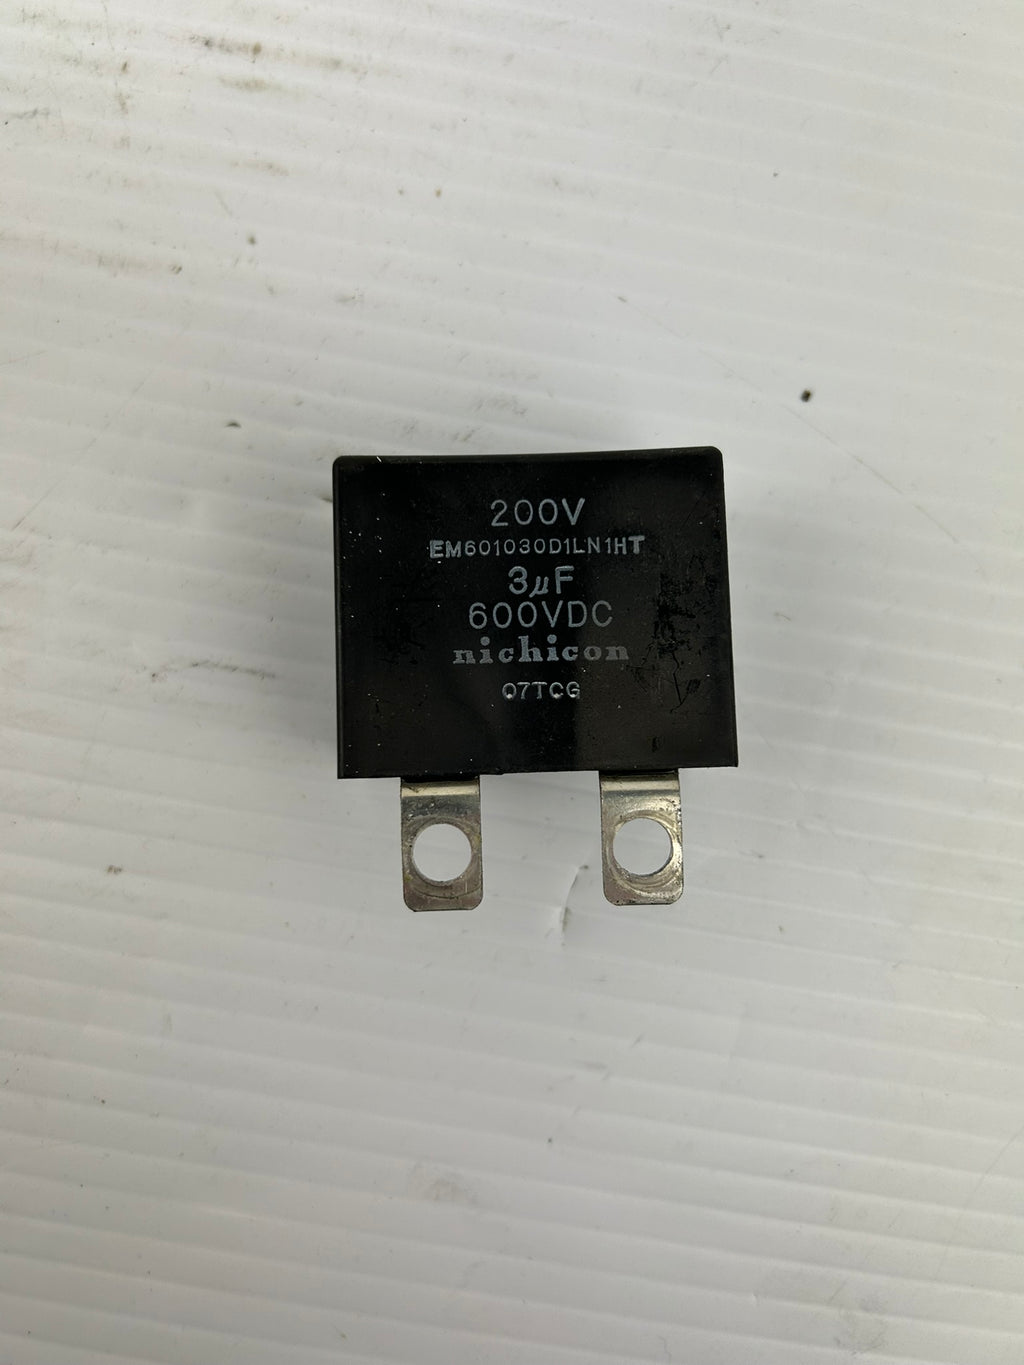 200V
EM601030D1LN1HT
3μF
600VDC
nichicon
07TCG